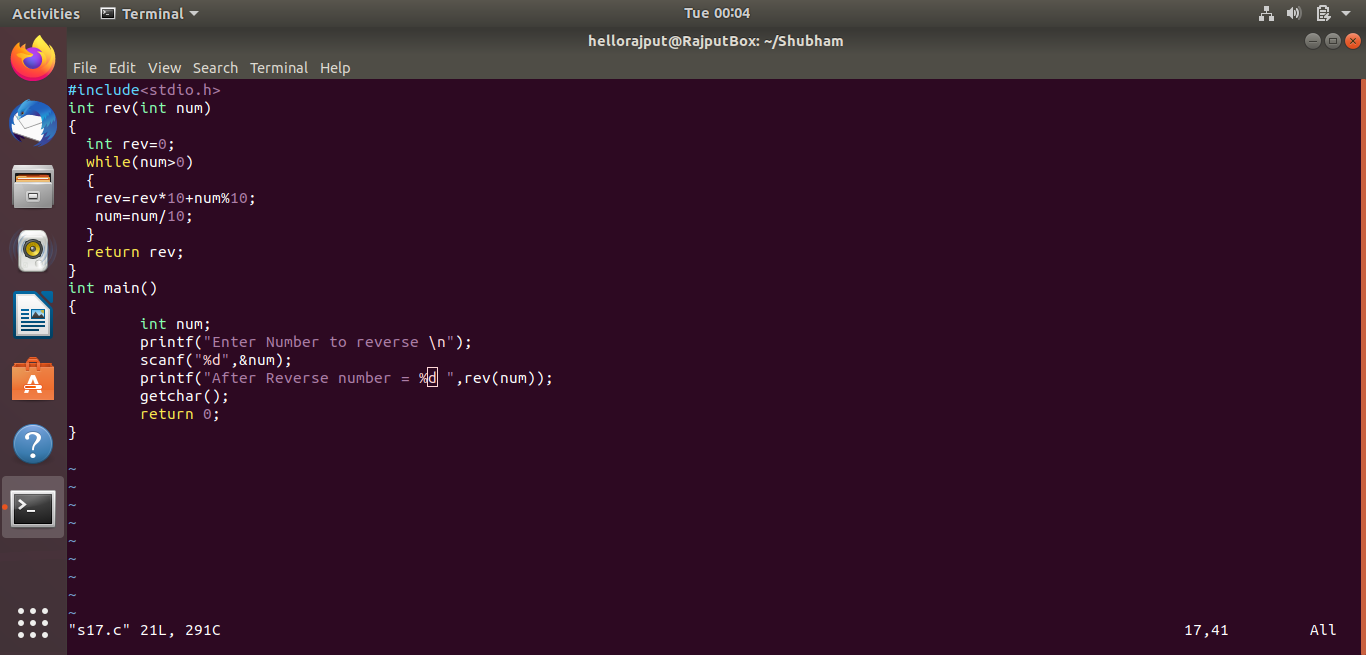 Activities Terminal Tue 00:04
hellorajput@RajputBox: ~/Shubham
File Edit View Search Terminal Help
#include<stdio.h>
int rev(int num)
{
  int rev=0;
  while(num>0)
  {
   rev=rev*10+num%10;
   num=num/10;
  }
  return rev;
}
int main()
{
        int num;
        printf("Enter Number to reverse \n");
        scanf("%d",&num);
        printf("After Reverse number = %d ",rev(num));
        getchar();
        return 0;
}

~
~
~
~
~
~
~
~
~
"s17.c" 21L, 291C 17,41 All